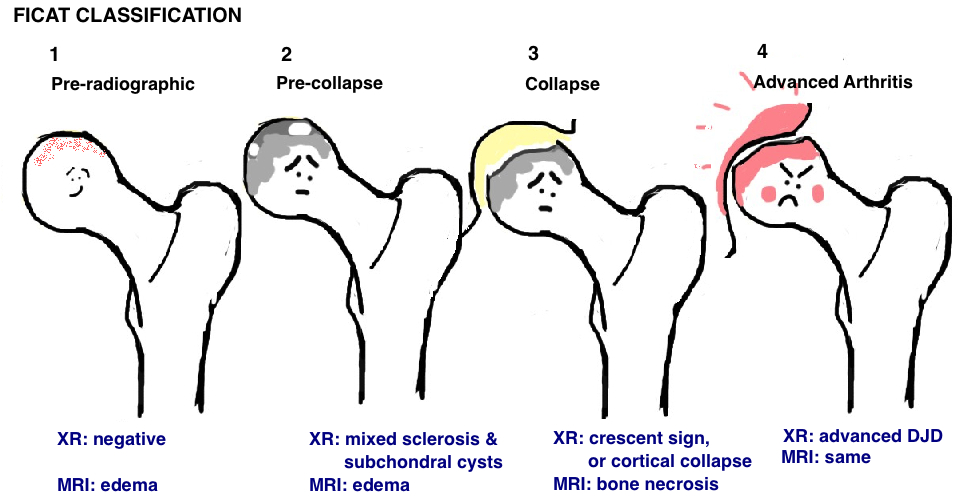 FICAT CLASSIFICATION
1
Pre-radiographic
2
Pre-collapse
3
Collapse
4
Advanced Arthritis
XR: negative
MRI: edema
XR: mixed sclerosis &
subchondral cysts
MRI: edema
XR: crescent sign,
or cortical collapse
MRI: bone necrosis
XR: advanced DJD
MRI: same